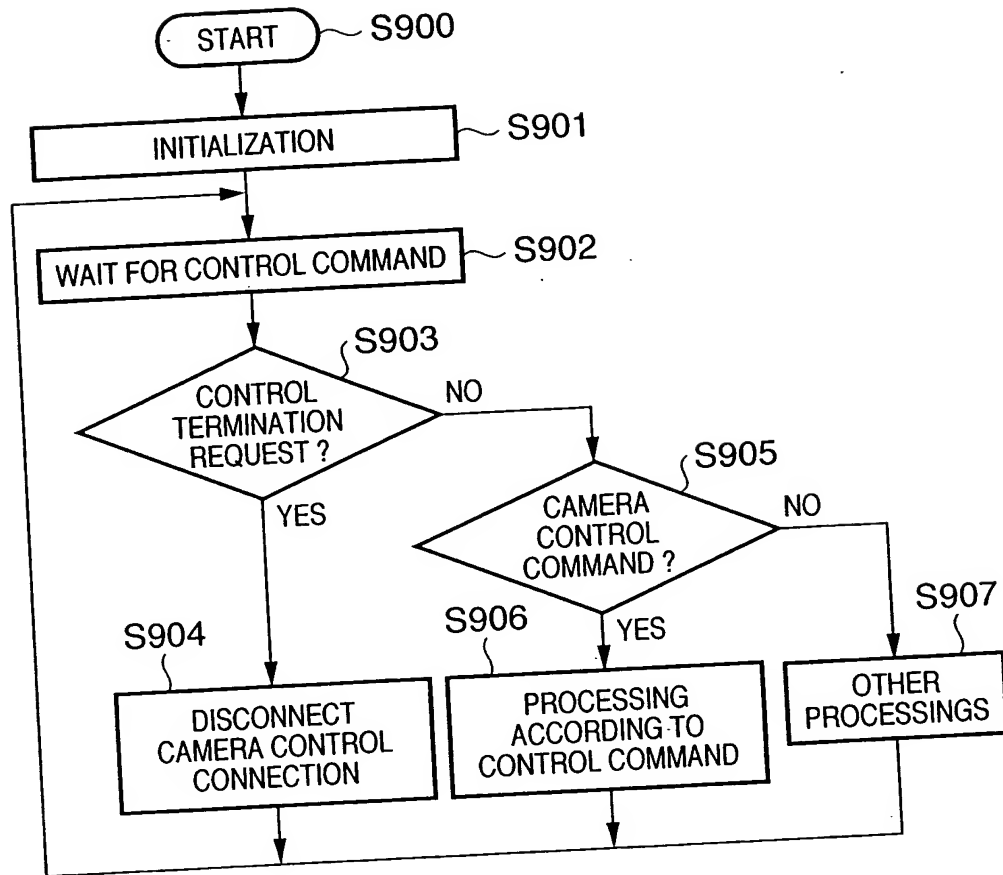 START
S900
INITIALIZATION
S901
WAIT FOR CONTROL COMMAND
S902
S903
CONTROL
TERMINATION
REQUEST ?
NO
YES
S905
CAMERA
CONTROL
COMMAND ?
NO
YES
S904
DISCONNECT
CAMERA CONTROL
CONNECTION
S906
PROCESSING
ACCORDING TO
CONTROL COMMAND
S907
OTHER
PROCESSINGS